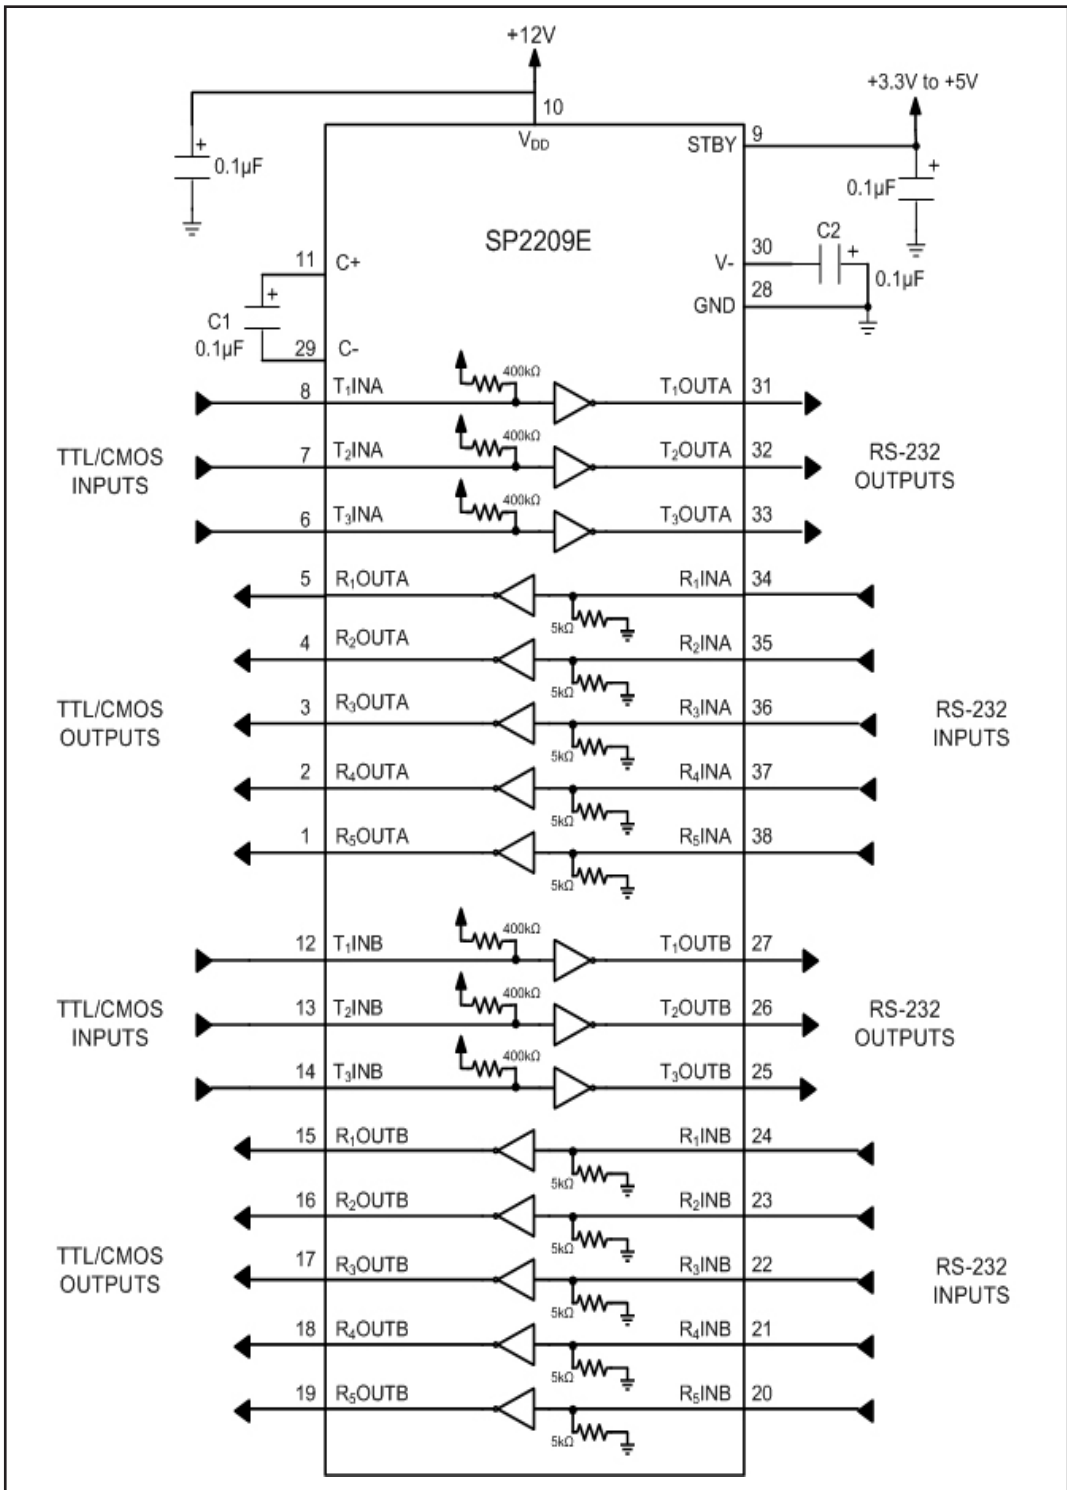 +12V
+3.3V to +5V
10
VDD
STBY 9
+
0.1µF
+
0.1µF
SP2209E
C2
30
V-
+
0.1µF
11 C+
28
GND
+
C1
0.1µF
29 C-
8 T1INA 400kΩ T1OUTA 31
7 T2INA 400kΩ T2OUTA 32
TTL/CMOS
INPUTS
RS-232
OUTPUTS
6 T3INA 400kΩ T3OUTA 33
5 R1OUTA 5kΩ R1INA 34
4 R2OUTA 5kΩ R2INA 35
3 R3OUTA 5kΩ R3INA 36
TTL/CMOS
OUTPUTS
RS-232
INPUTS
2 R4OUTA 5kΩ R4INA 37
1 R5OUTA 5kΩ R5INA 38
12 T1INB 400kΩ T1OUTB 27
13 T2INB 400kΩ T2OUTB 26
TTL/CMOS
INPUTS
RS-232
OUTPUTS
14 T3INB 400kΩ T3OUTB 25
15 R1OUTB 5kΩ R1INB 24
16 R2OUTB 5kΩ R2INB 23
17 R3OUTB 5kΩ R3INB 22
TTL/CMOS
OUTPUTS
RS-232
INPUTS
18 R4OUTB 5kΩ R4INB 21
19 R5OUTB 5kΩ R5INB 20